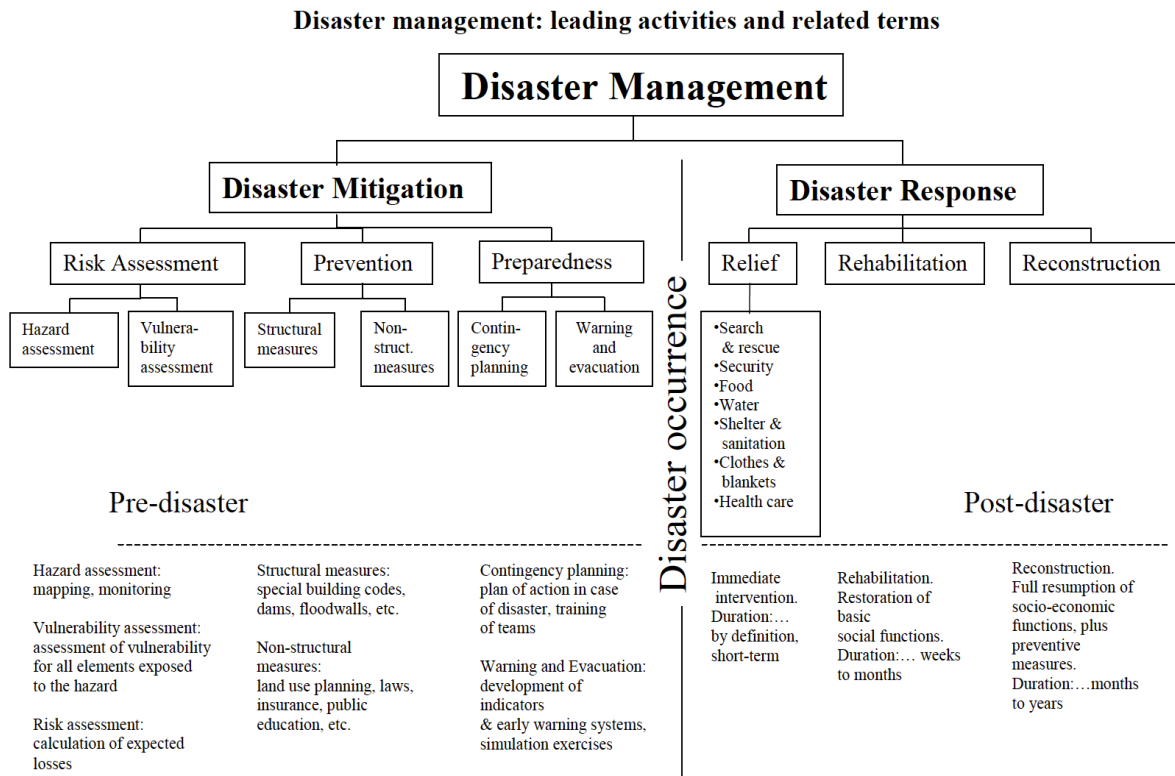 Disaster management: leading activities and related terms
Disaster Management
Disaster Mitigation
Disaster Response
Risk Assessment
Prevention
Preparedness
Relief
Rehabilitation
Reconstruction
Hazard
assessment
Vulnera-
bility
assessment
Structural
measures
Non-
struct.
measures
Contin-
gency
planning
Warning
and
evacuation
•Search
& rescue
•Security
•Food
•Water
•Shelter &
sanitation
•Clothes &
blankets
•Health care
Disaster occurrence
Pre-disaster
Post-disaster
Hazard assessment:
mapping, monitoring
Vulnerability assessment:
assessment of vulnerability
for all elements exposed
to the hazard
Risk assessment:
calculation of expected
losses
Structural measures:
special building codes,
dams, floodwalls, etc.
Non-structural
measures:
land use planning, laws,
insurance, public
education, etc.
Contingency planning:
plan of action in case
of disaster, training
of teams
Warning and Evacuation:
development of
indicators
& early warning systems,
simulation exercises
Immediate
intervention.
Duration:…
by definition,
short-term
Rehabilitation.
Restoration of
basic
social functions.
Duration:… weeks
to months
Reconstruction.
Full resumption of
socio-economic
functions, plus
preventive
measures.
Duration:…months
to years